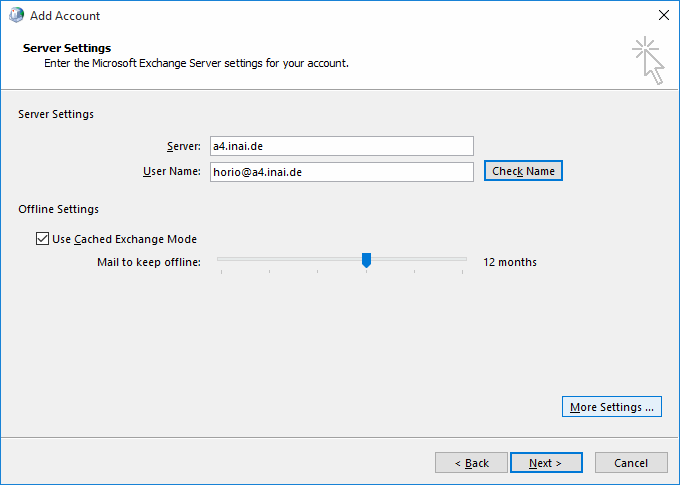 Add Account
Server Settings
Enter the Microsoft Exchange Server settings for your account.
Server Settings
Server: a4.inai.de
User Name: horio@a4.inai.de Check Name
Offline Settings
Use Cached Exchange Mode
Mail to keep offline: 12 months
More Settings ...
< Back Next > Cancel